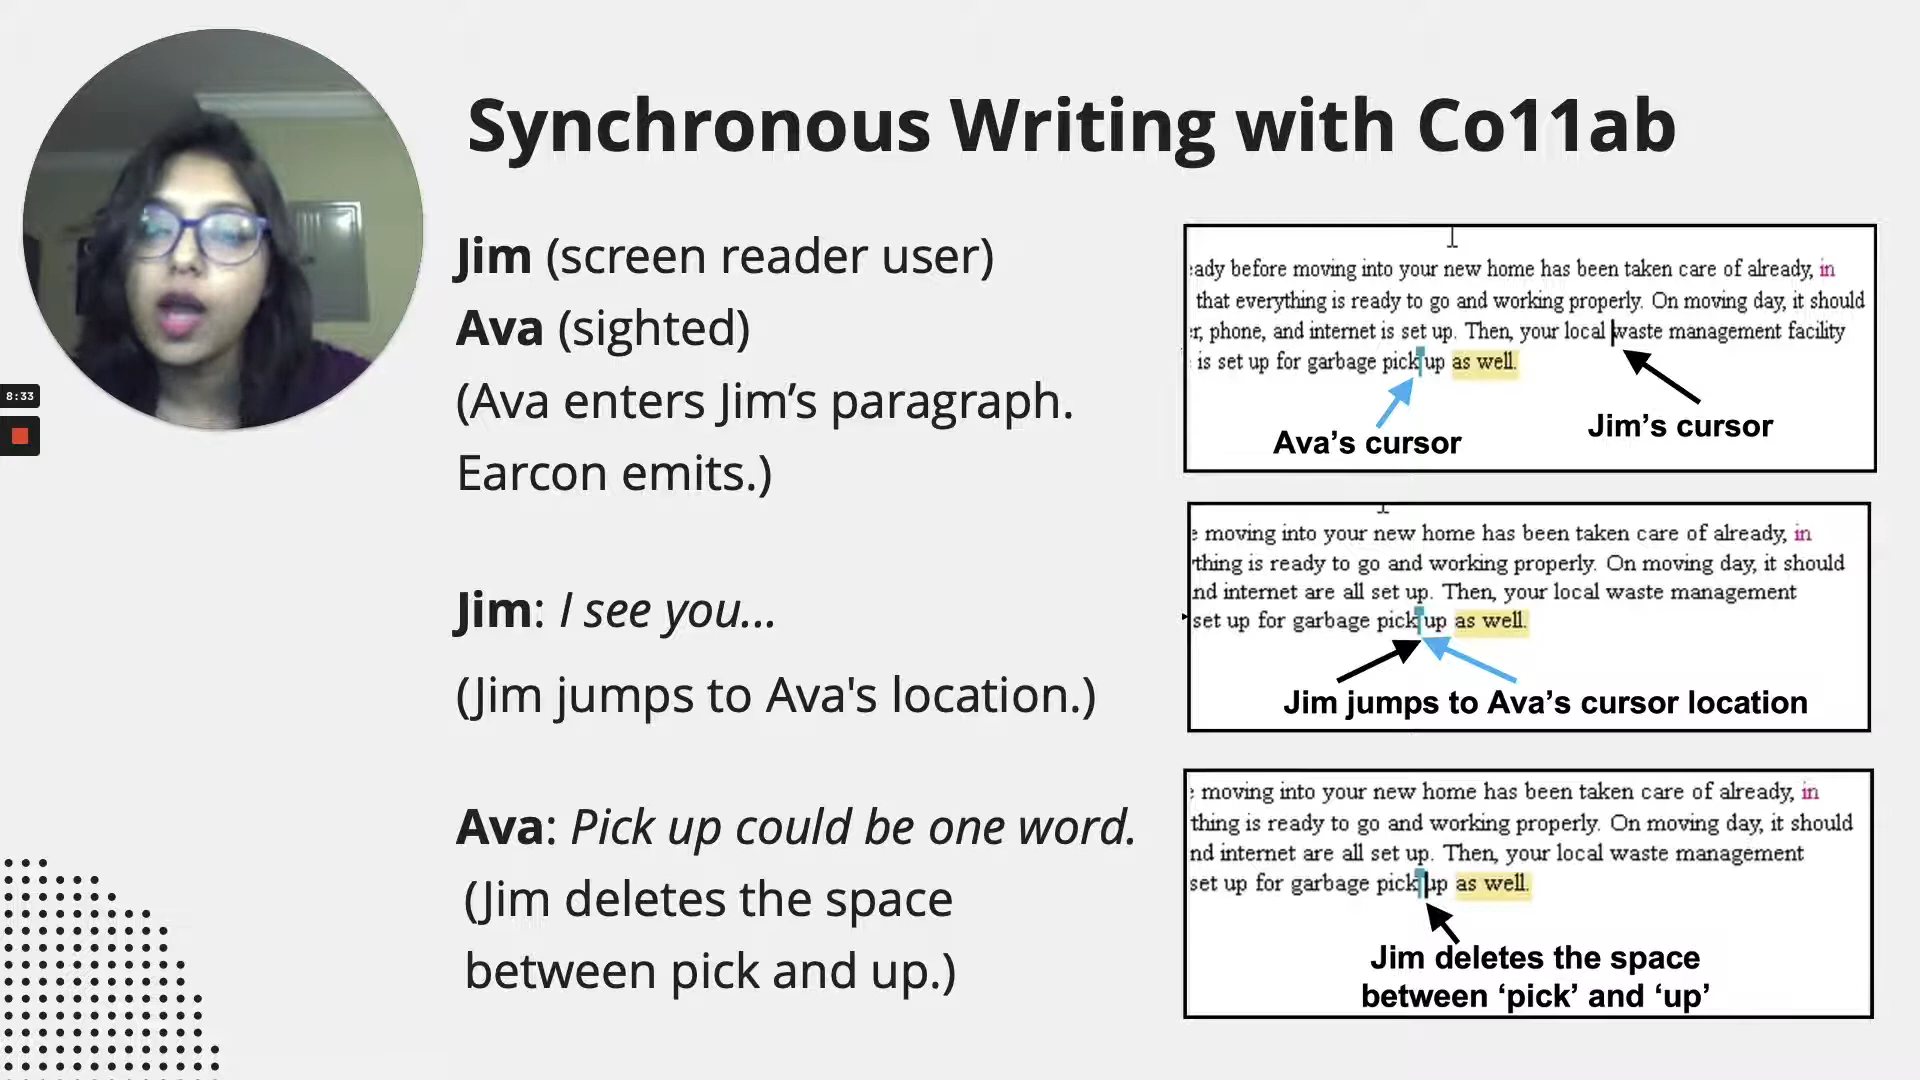 Synchronous Writing with Co11ab
8:33
Jim (screen reader user)
Ava (sighted)
(Ava enters Jim’s paragraph.
Earcon emits.)
Jim: I see you...
(Jim jumps to Ava's location.)
Ava: Pick up could be one word.
(Jim deletes the space
between pick and up.)
ady before moving into your new home has been taken care of already, in
that everything is ready to go and working properly. On moving day, it should
r, phone, and internet is set up. Then, your local waste management facility
is set up for garbage pick up as well.
Ava’s cursor
Jim’s cursor
moving into your new home has been taken care of already, in
thing is ready to go and working properly. On moving day, it should
nd internet are all set up. Then, your local waste management
set up for garbage pick up as well.
Jim jumps to Ava’s cursor location
moving into your new home has been taken care of already, in
thing is ready to go and working properly. On moving day, it should
nd internet are all set up. Then, your local waste management
set up for garbage pick up as well.
Jim deletes the space
between ‘pick’ and ‘up’